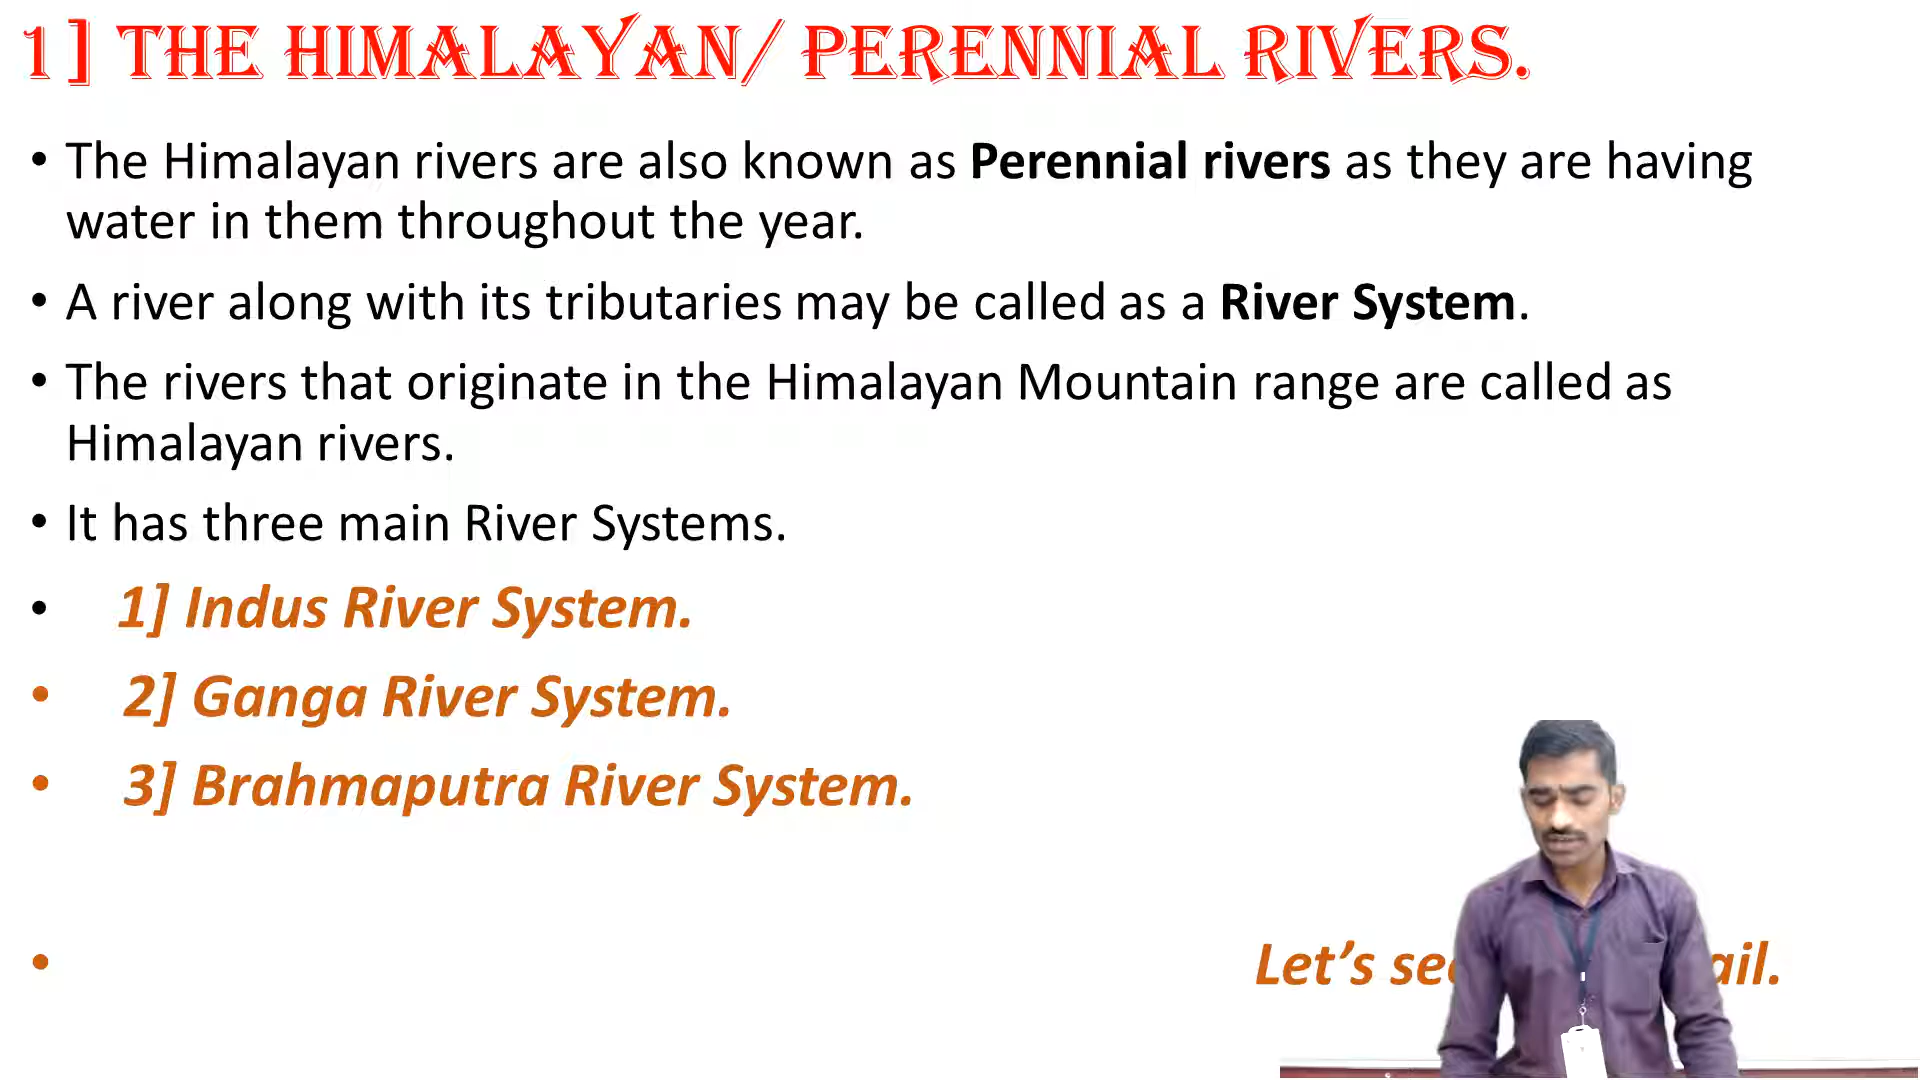 1] THE HIMALAYAN/ PERENNIAL RIVERS.
• The Himalayan rivers are also known as Perennial rivers as they are having
water in them throughout the year.
• A river along with its tributaries may be called as a River System.
• The rivers that originate in the Himalayan Mountain range are called as
Himalayan rivers.
• It has three main River Systems.
• 1] Indus River System.
• 2] Ganga River System.
• 3] Brahmaputra River System.
• Let’s